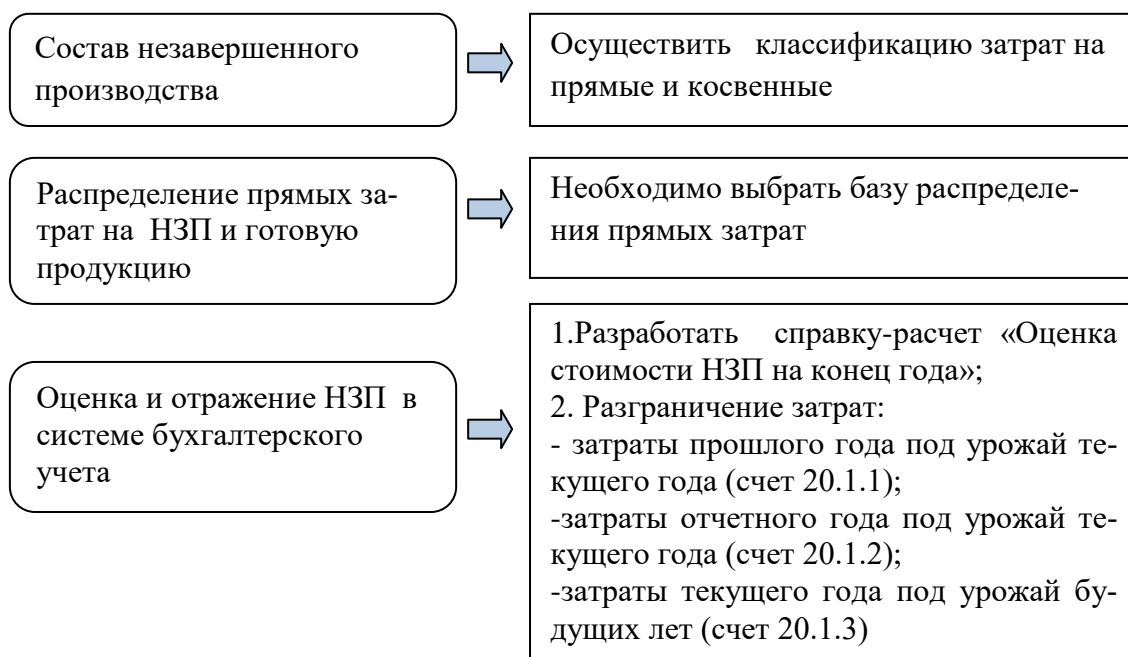 Состав незавершенного
производства
Осуществить классификацию затрат на
прямые и косвенные
Распределение прямых за-
трат на НЗП и готовую
продукцию
Необходимо выбрать базу распределе-
ния прямых затрат
Оценка и отражение НЗП в
системе бухгалтерского
учета
1.Разработать справку-расчет «Оценка
стоимости НЗП на конец года»;
2. Разграничение затрат:
- затраты прошлого года под урожай те-
кущего года (счет 20.1.1);
-затраты отчетного года под урожай те-
кущего года (счет 20.1.2);
-затраты текущего года под урожай бу-
дущих лет (счет 20.1.3)